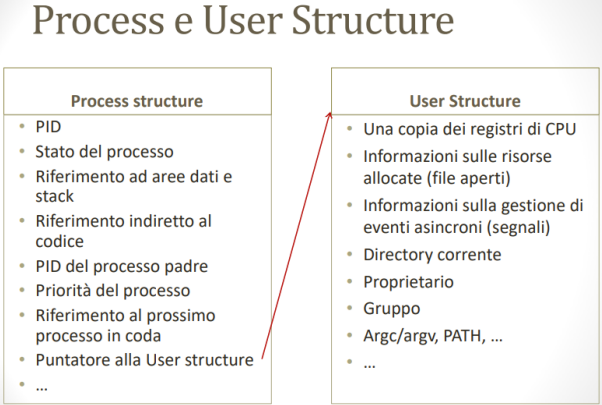 Process e User Structure
Process structure
• PID
• Stato del processo
• Riferimento ad aree dati e
stack
• Riferimento indiretto al
codice
• PID del processo padre
• Priorità del processo
• Riferimento al prossimo
processo in coda
• Puntatore alla User structure
• ...
User Structure
• Una copia dei registri di CPU
• Informazioni sulle risorse
allocate (file aperti)
• Informazioni sulla gestione di
eventi asincroni (segnali)
• Directory corrente
• Proprietario
• Gruppo
• Argc/argv, PATH, ...
• ...